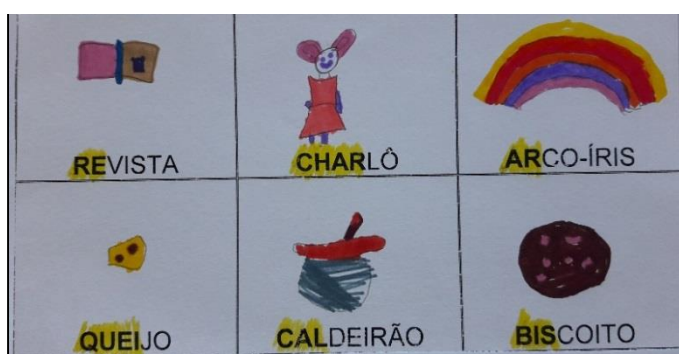 REVISTA
CHARLÔ
ARCO-ÍRIS
QUEIJO
CALDEIRÃO
BISCOITO